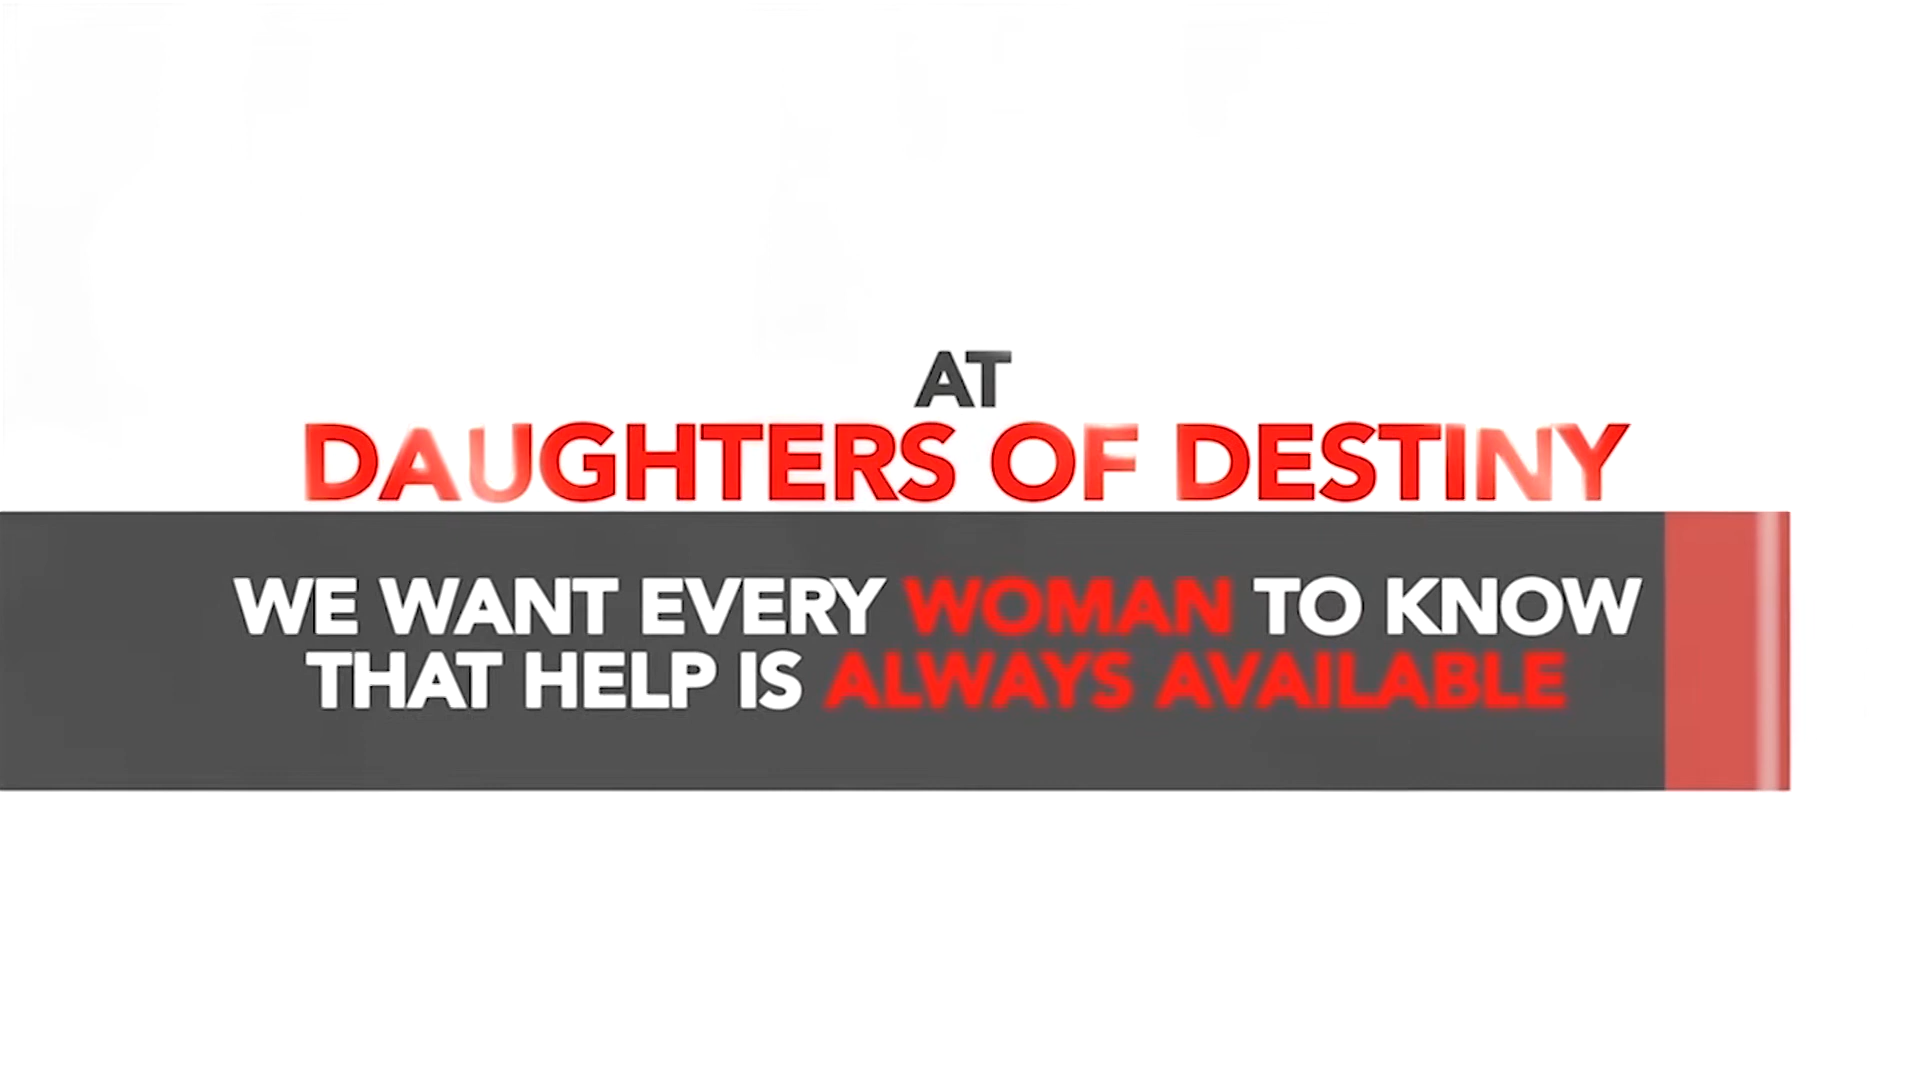 AT
DAUGHTERS OF DESTINY
WE WANT EVERY WOMAN TO KNOW
THAT HELP IS ALWAYS AVAILABLE